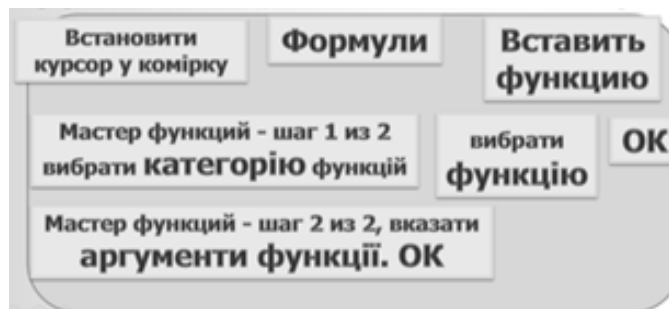 Встановити
курсор у комірку
Формули
Вставить
функцию
Мастер функций - шаг 1 из 2
вибрати категорію функцій
вибрати
функцію
ОК
Мастер функций - шаг 2 из 2, вказати
аргументи функції. ОК